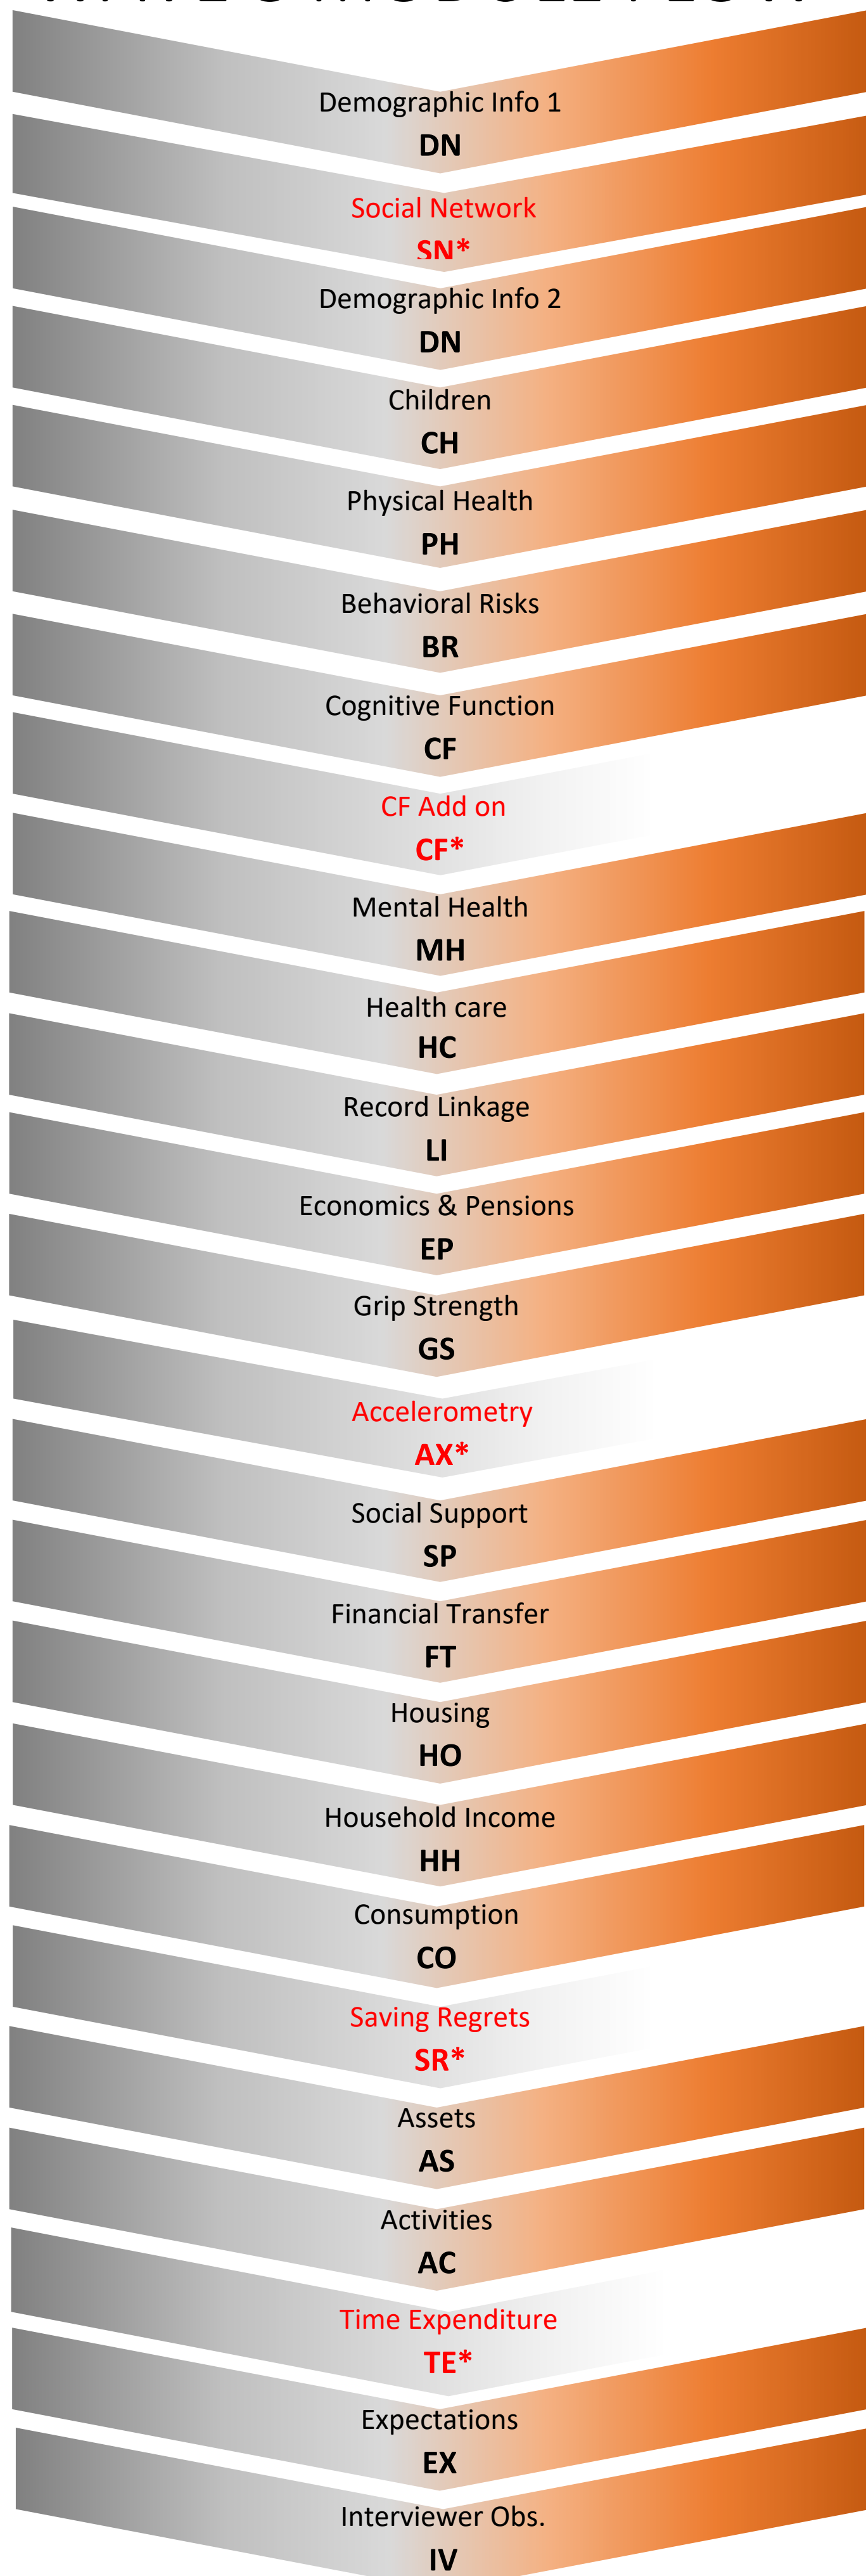 Demographic Info 1
DN
Social Network
SN*
Demographic Info 2
DN
Children
CH
Physical Health
PH
Behavioral Risks
BR
Cognitive Function
CF
CF Add on
CF*
Mental Health
MH
Health care
HC
Record Linkage
LI
Economics & Pensions
EP
Grip Strength
GS
Accelerometry
AX*
Social Support
SP
Financial Transfer
FT
Housing
HO
Household Income
HH
Consumption
CO
Saving Regrets
SR*
Assets
AS
Activities
AC
Time Expenditure
TE*
Expectations
EX
Interviewer Obs.
IV